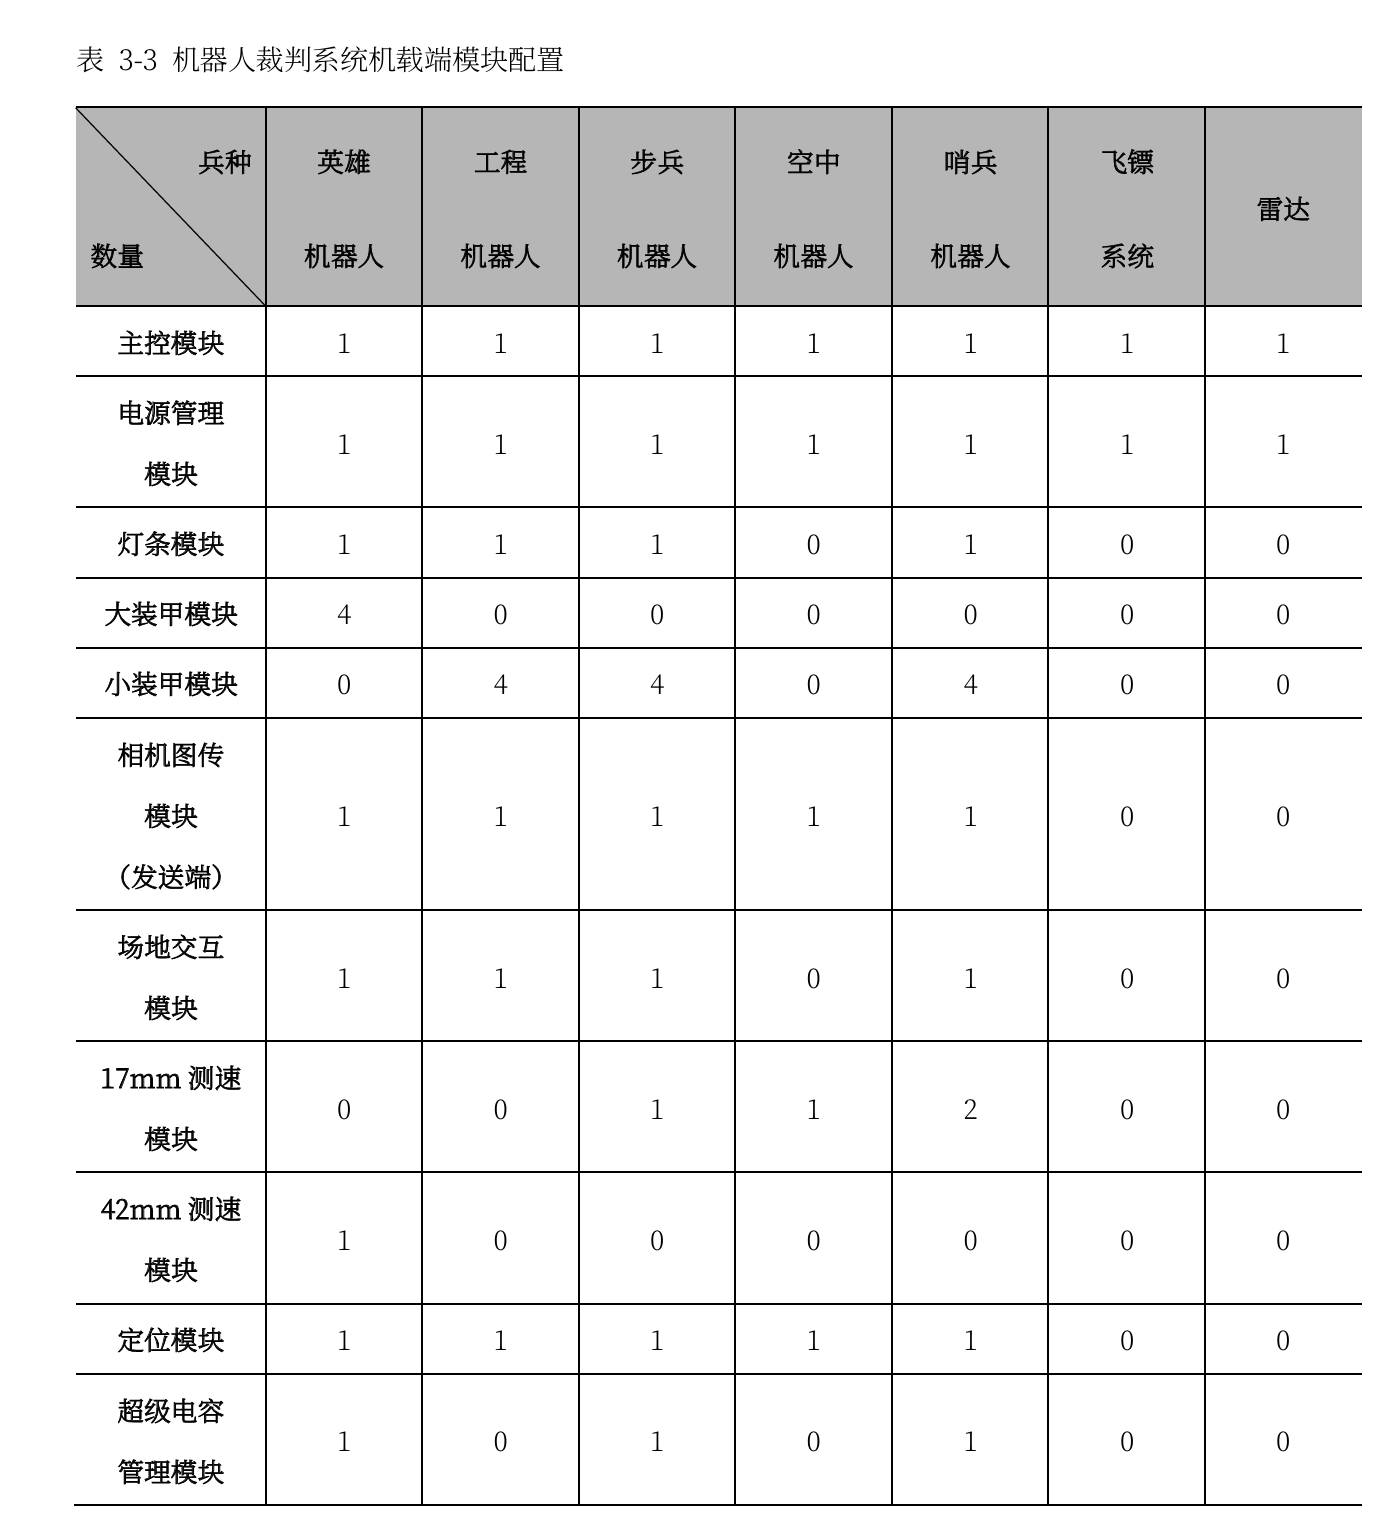 表 3-3 机器人裁判系统机载端模块配置
兵种 英雄 工程 步兵 空中 哨兵 飞镖
雷达
数量 机器人 机器人 机器人 机器人 机器人 系统
主控模块 1 1 1 1 1 1 1
电源管理
模块
1 1 1 1 1 1 1
灯条模块 1 1 1 0 1 0 0
大装甲模块 4 0 0 0 0 0 0
小装甲模块 0 4 4 0 4 0 0
相机图传
模块
（发送端）
1 1 1 1 1 0 0
场地交互
模块
1 1 1 0 1 0 0
17mm 测速
模块
0 0 1 1 2 0 0
42mm 测速
模块
1 0 0 0 0 0 0
定位模块 1 1 1 1 1 0 0
超级电容
管理模块
1 0 1 0 1 0 0